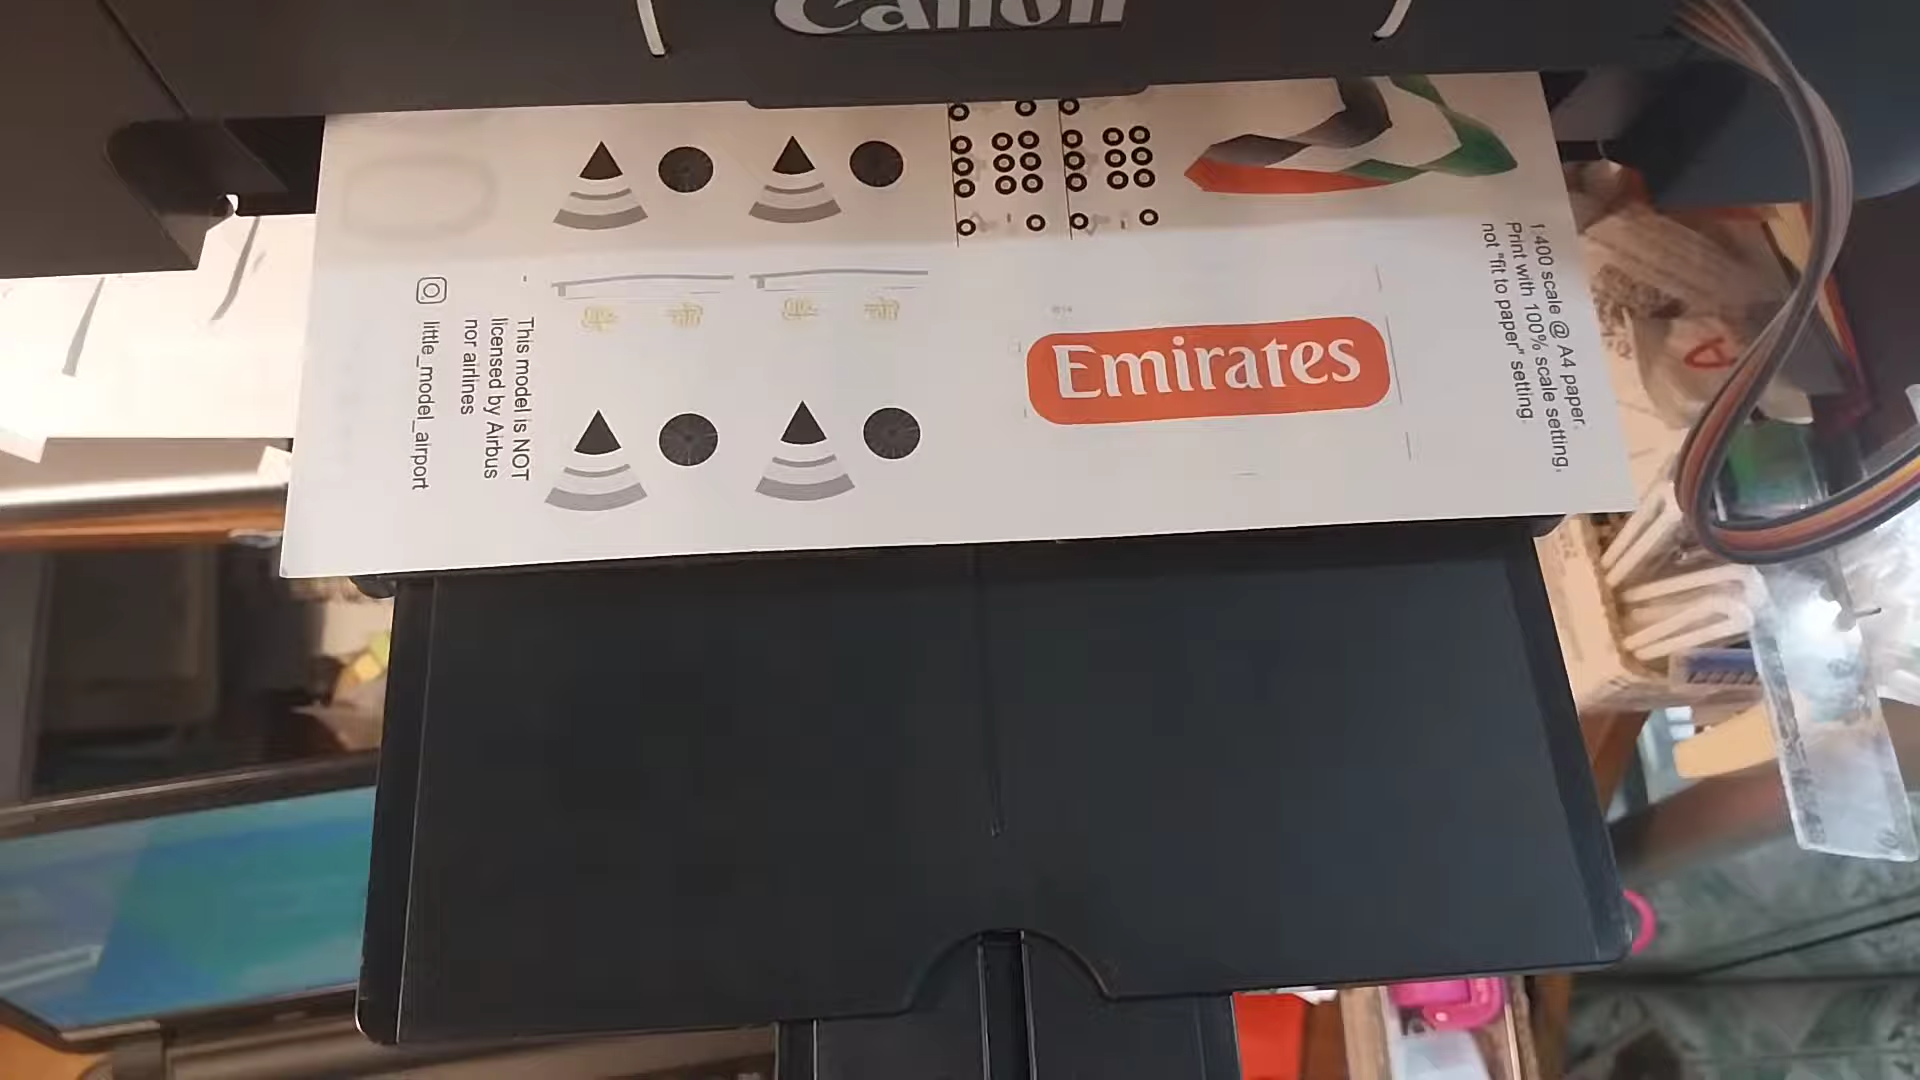 Canon
1:400 scale @ A4 paper.
Print with 100% scale setting,
not "fit to paper" setting.
Emirates
This model is NOT
licensed by Airbus
nor airlines
little_model_airport